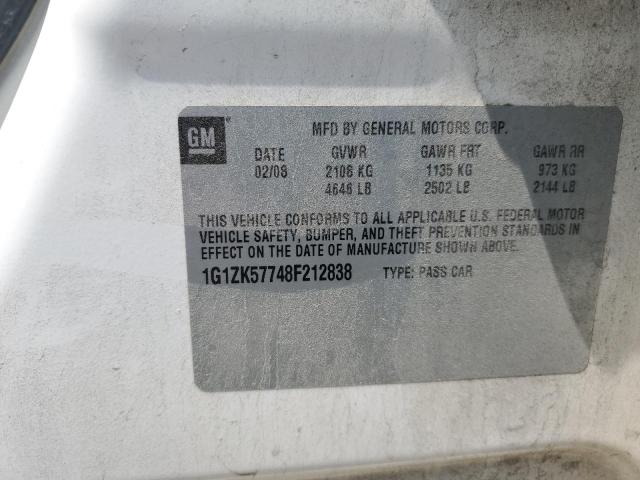 GM® MFD BY GENERAL MOTORS CORP.
DATE GVWR GAWR FRT GAWR RR
02/08 2108 KG 1135 KG 973 KG
4646 LB 2502 LB 2144 LB
THIS VEHICLE CONFORMS TO ALL APPLICABLE U.S. FEDERAL MOTOR
VEHICLE SAFETY, BUMPER, AND THEFT PREVENTION STANDARDS IN
EFFECT ON THE DATE OF MANUFACTURE SHOWN ABOVE.
1G1ZK57748F212838 TYPE: PASS CAR